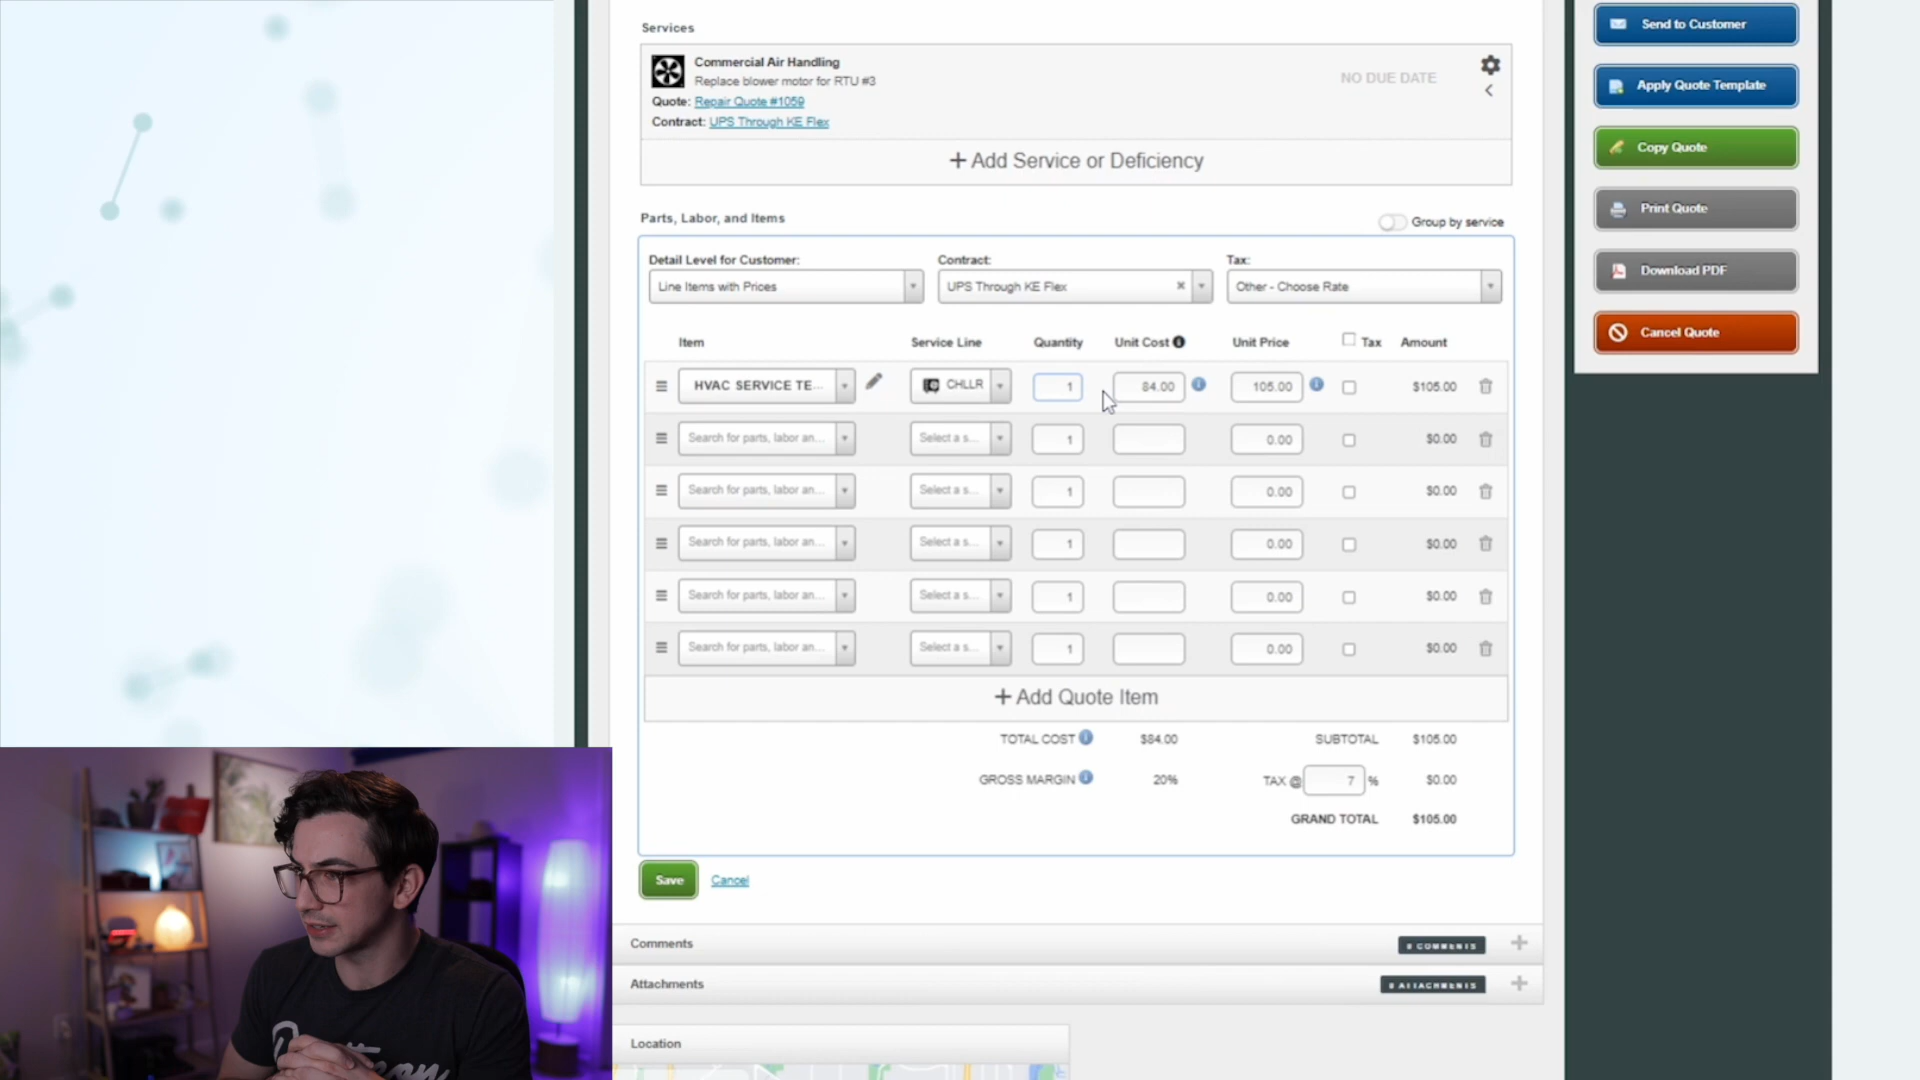 Services
Commercial Air Handling
Replace blower motor for RTU #3
NO DUE DATE
Quote: Repair Quote #1059
Contract: UPS Through KE Flex
+ Add Service or Deficiency
Parts, Labor, and Items
Group by service
Detail Level for Customer: Contract: Tax:
Line Items with Prices UPS Through KE Flex × Other - Choose Rate
Item Service Line Quantity Unit Cost Unit Price Tax Amount
HVAC SERVICE TE... CHLLR 1 84.00 105.00 $105.00
Search for parts, labor an... Select a s... 1 0.00 $0.00
Search for parts, labor an... Select a s... 1 0.00 $0.00
Search for parts, labor an... Select a s... 1 0.00 $0.00
Search for parts, labor an... Select a s... 1 0.00 $0.00
Search for parts, labor an... Select a s... 1 0.00 $0.00
+ Add Quote Item
TOTAL COST $84.00 SUBTOTAL $105.00
GROSS MARGIN 20% TAX @ 7 % $0.00
GRAND TOTAL $105.00
Save Cancel
Comments
0 COMMENTS
Attachments
0 ATTACHMENTS
Location
Send to Customer
Apply Quote Template
Copy Quote
Print Quote
Download PDF
Cancel Quote